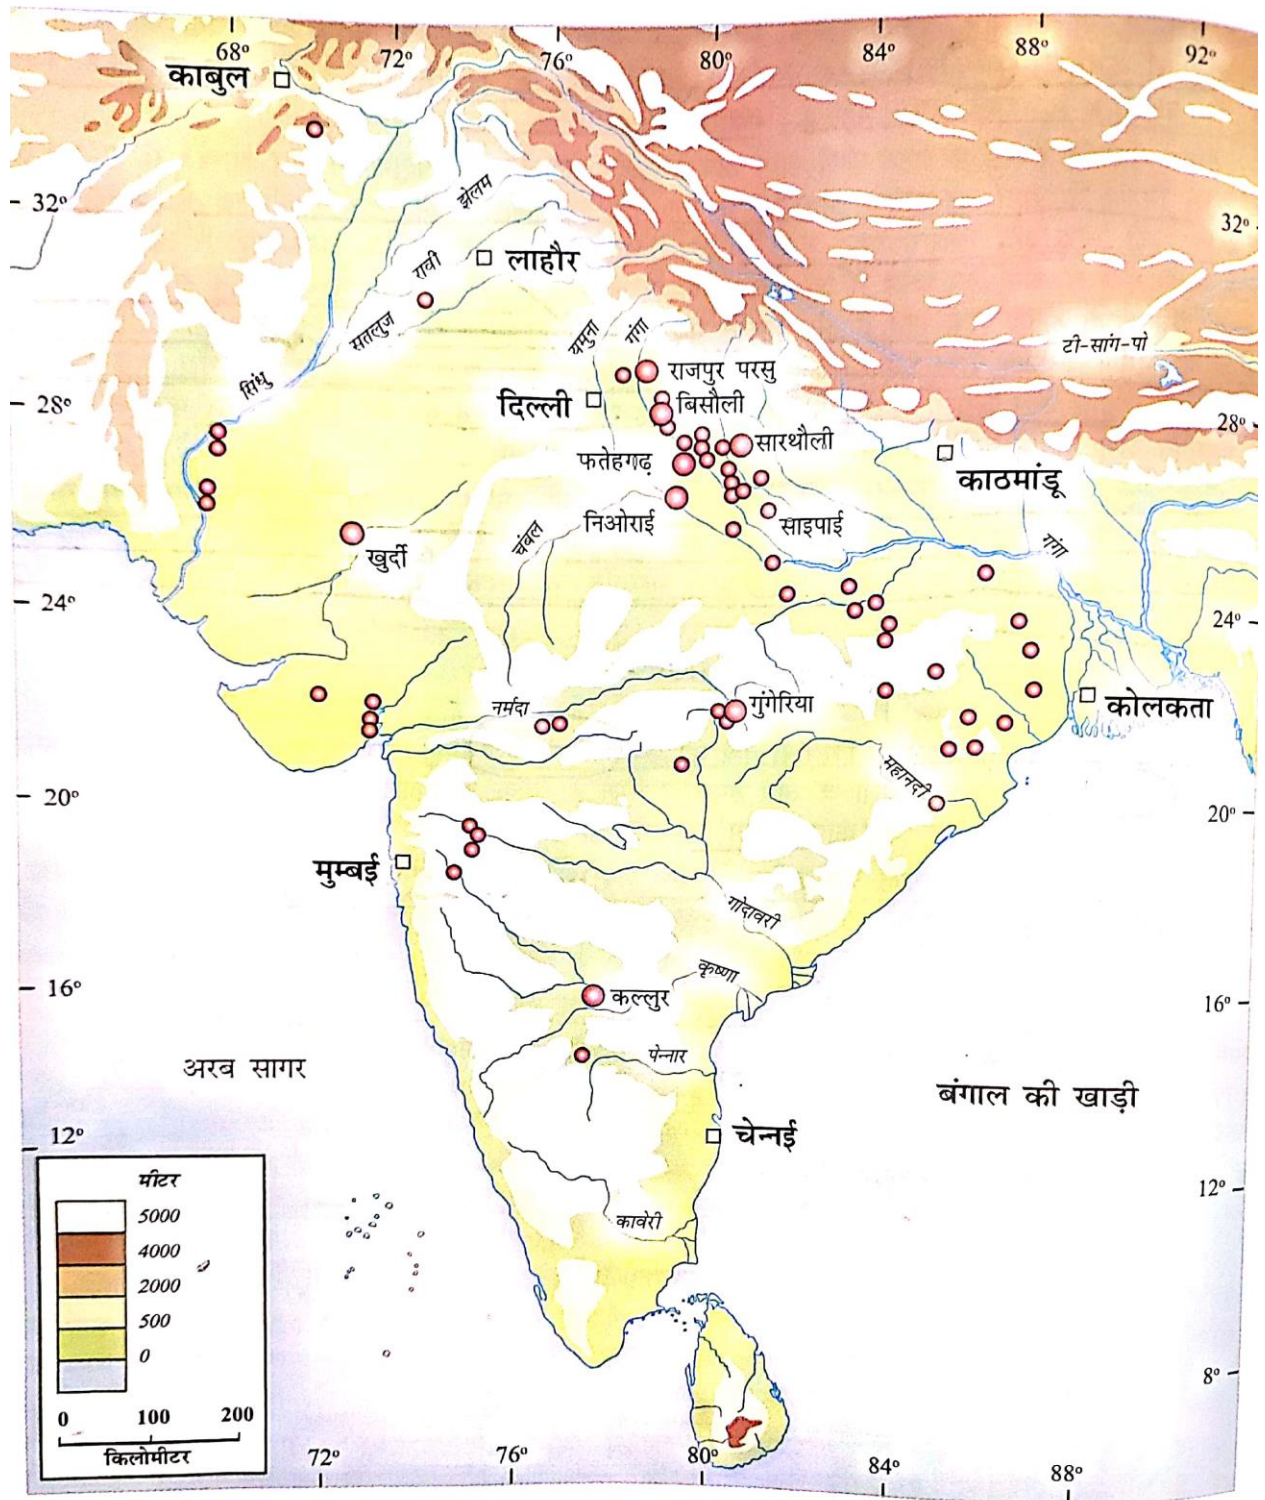 68° 72° 76° 80° 84° 88° 92°
काबुल
32°
झेलम
32°
रावी
लाहौर
सतलुज
यमुना
गंगा
टी-सांग-पो
सिंधु
राजपुर परसु
28°
दिल्ली
बिसौली
28°
सारथौली
फतेहगढ़
काठमांडू
निओराई
साइपाई
चंबल
गंगा
खुर्दी
24°
24°
नर्मदा
गुंगेरिया
कोलकता
महानदी
20°
20°
मुम्बई
गोदावरी
कृष्णा
16°
कल्लुर
16°
पेन्नार
अरब सागर
बंगाल की खाड़ी
12°
चेन्नई
मीटर
5000
4000
2000
500
0
12°
कावेरी
8°
0 100 200
किलोमीटर
72° 76° 80° 84° 88°